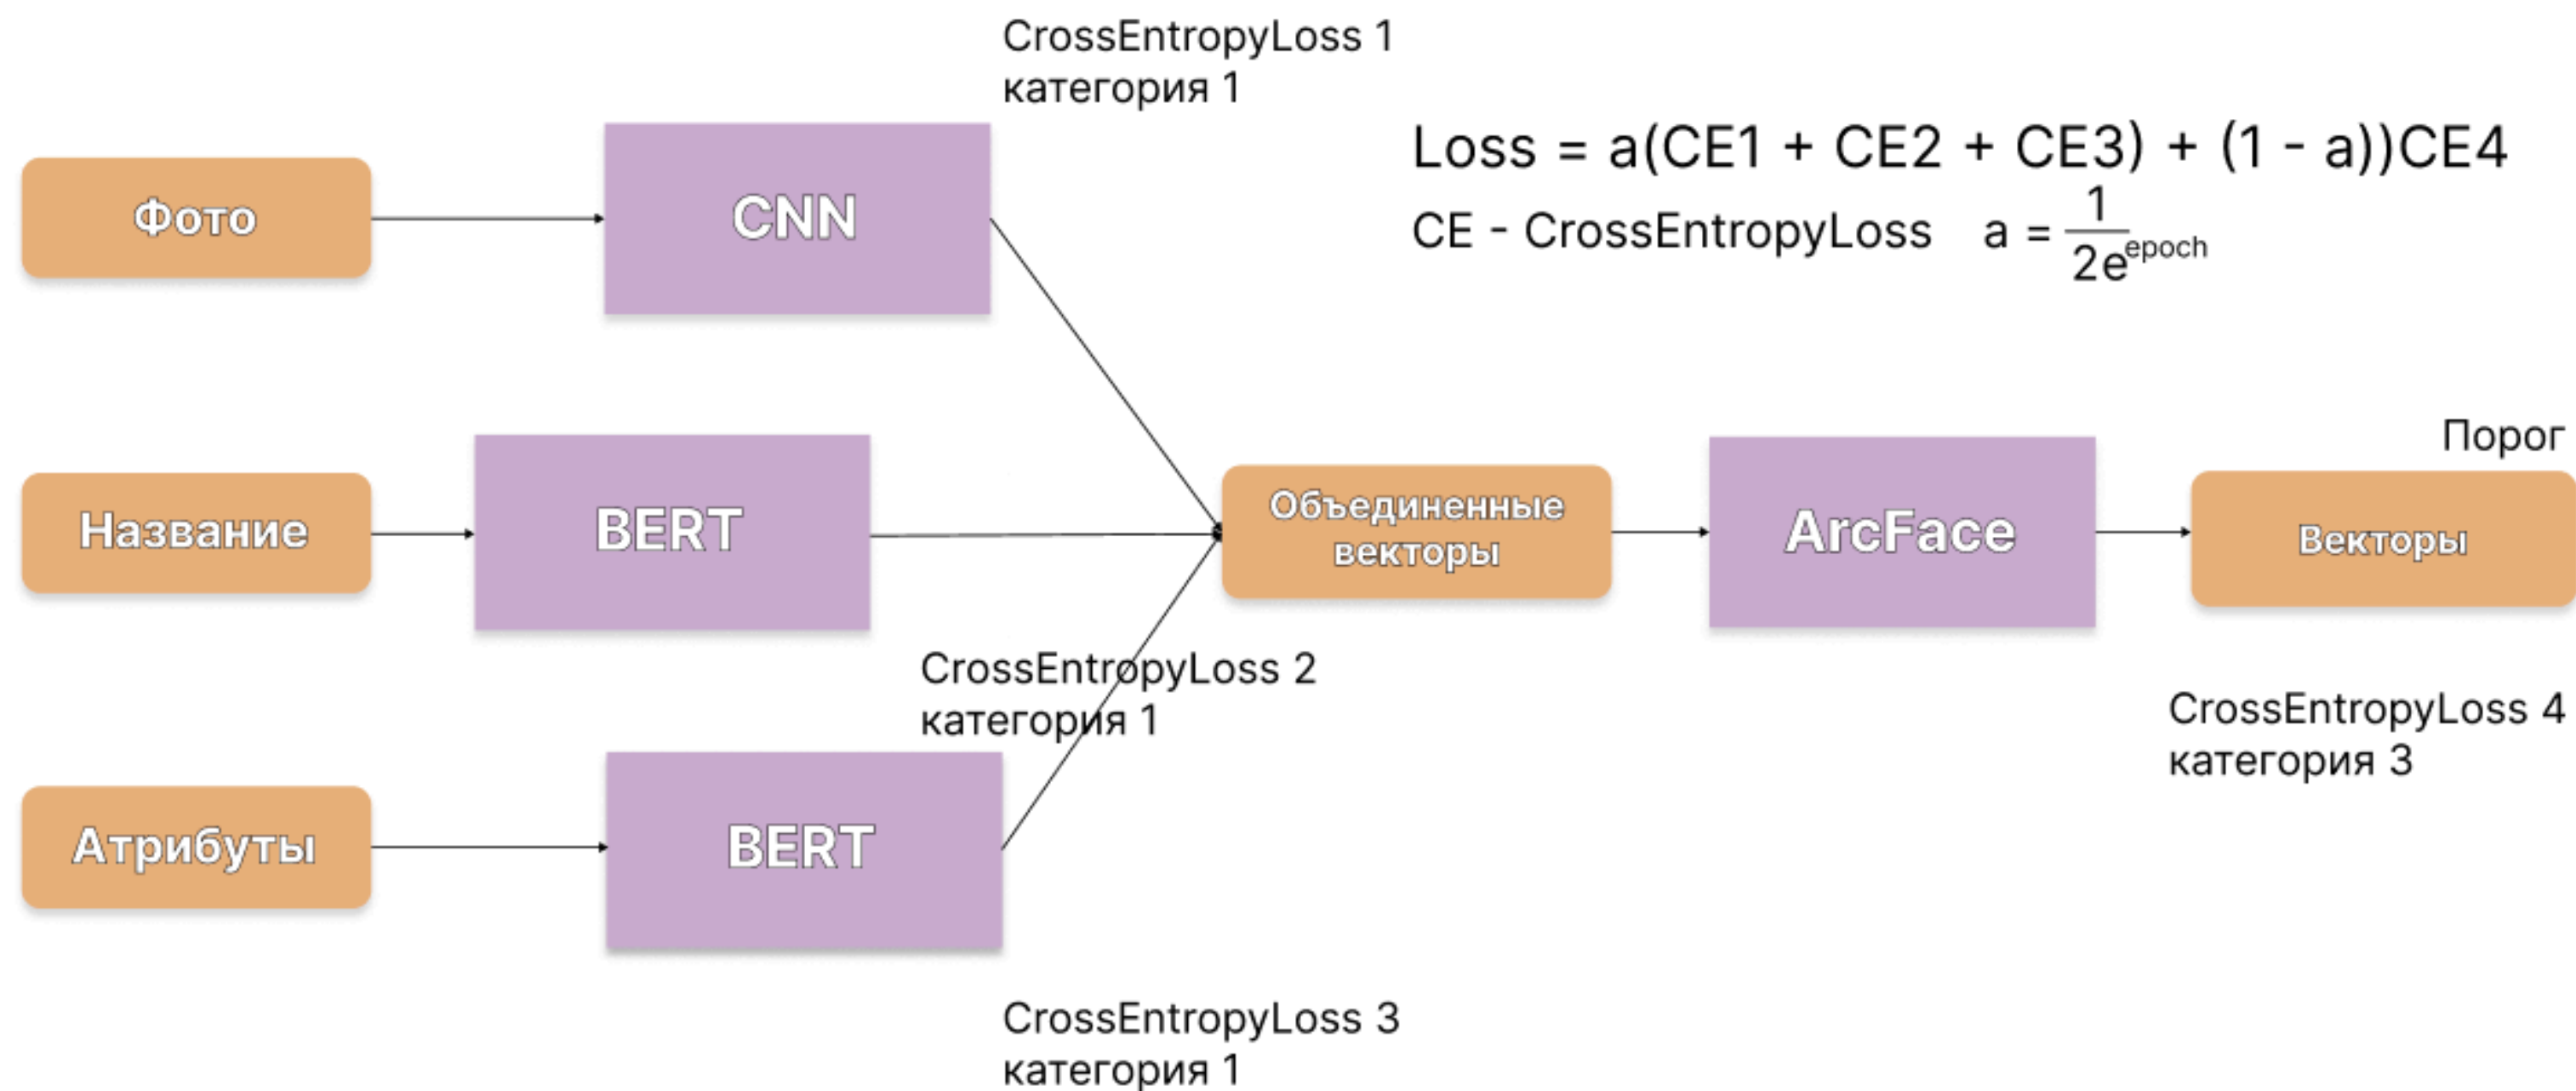 CrossEntropyLoss 1
категория 1
Loss = a(CE1 + CE2 + CE3) + (1 - a))CE4
CE - CrossEntropyLoss a = 1
2e^epoch
Фото
CNN
Порог
Название
BERT
Объединенные
векторы
ArcFace
Векторы
CrossEntropyLoss 2
категория 1
CrossEntropyLoss 4
категория 3
Атрибуты
BERT
CrossEntropyLoss 3
категория 1